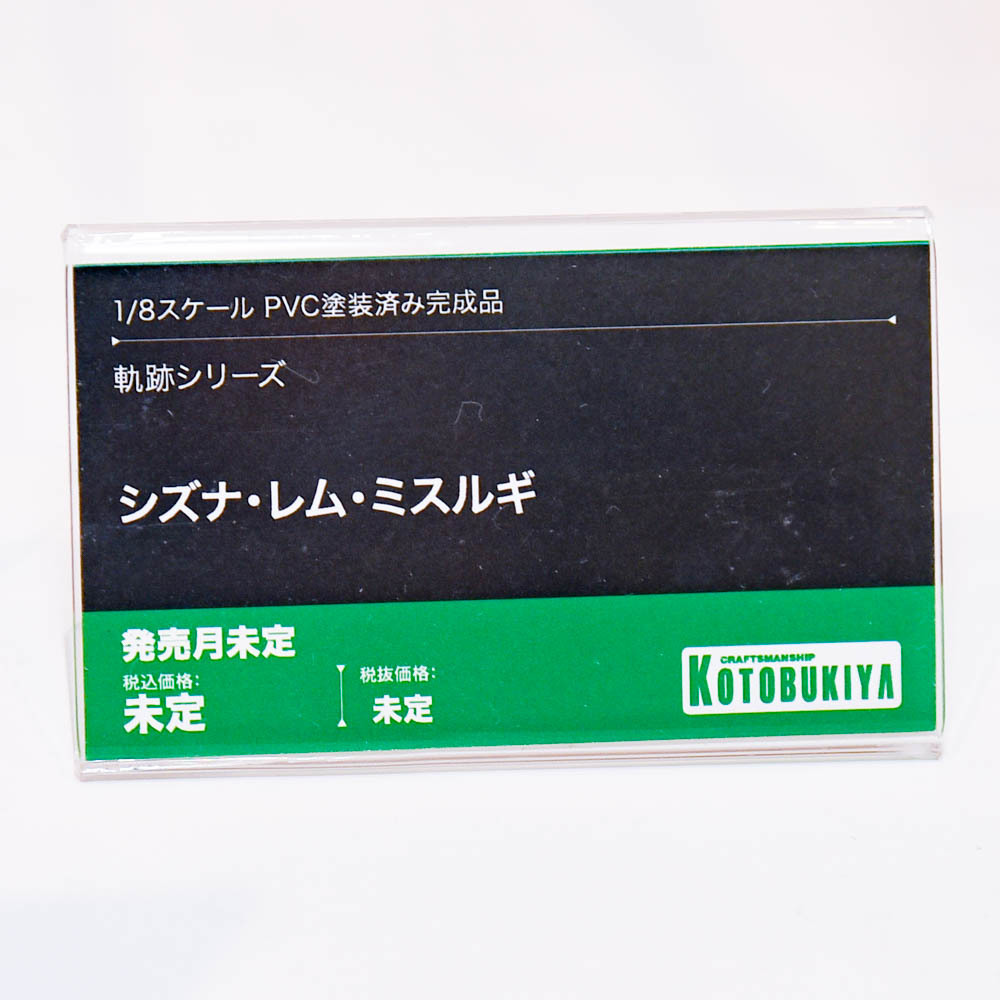 1/8スケール PVC塗装済み完成品
軌跡シリーズ
シズナ・レム・ミスルギ
発売月未定
税込価格:
未定
税抜価格:
未定
CRAFTSMANSHIP
KOTOBUKIYA